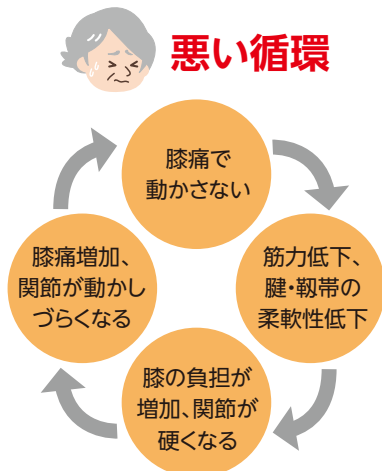 悪い循環
膝痛で
動かさない
筋力低下、
腱・靱帯の
柔軟性低下
膝の負担が
増加、関節が
硬くなる
膝痛増加、
関節が動かし
づらくなる